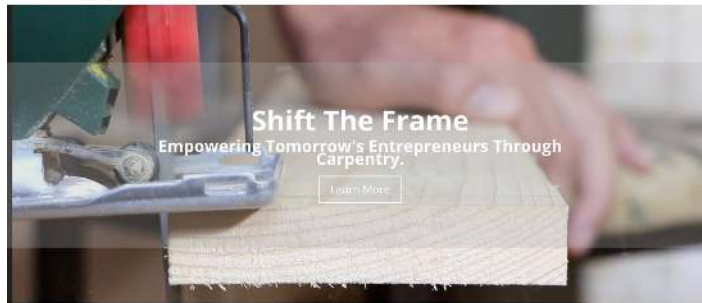 Shift The Frame
Empowering Tomorrow's Entrepreneurs Through
Carpentry.
Learn More